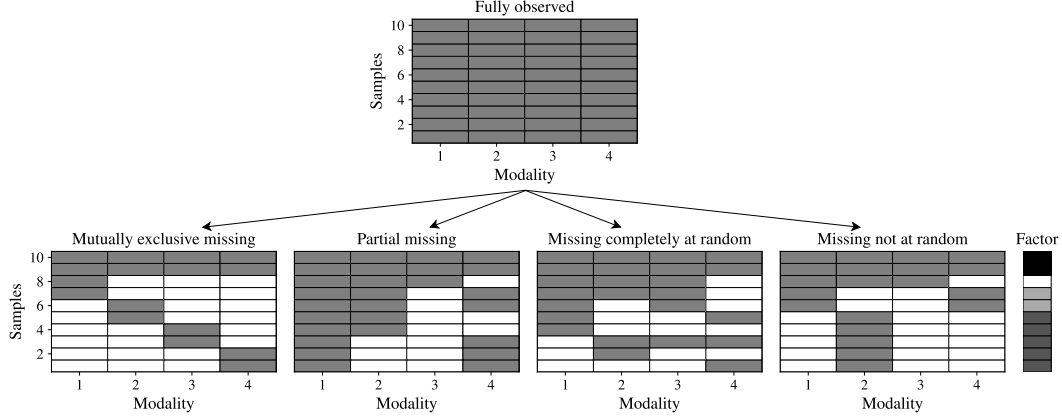 Fully observed
Samples
10
8
6
4
2
1 2 3 4
Modality
Mutually exclusive missing
Partial missing
Missing completely at random
Missing not at random
Factor
Samples
10
8
6
4
2
1 2 3 4
1 2 3 4
1 2 3 4
1 2 3 4
Modality
Modality
Modality
Modality